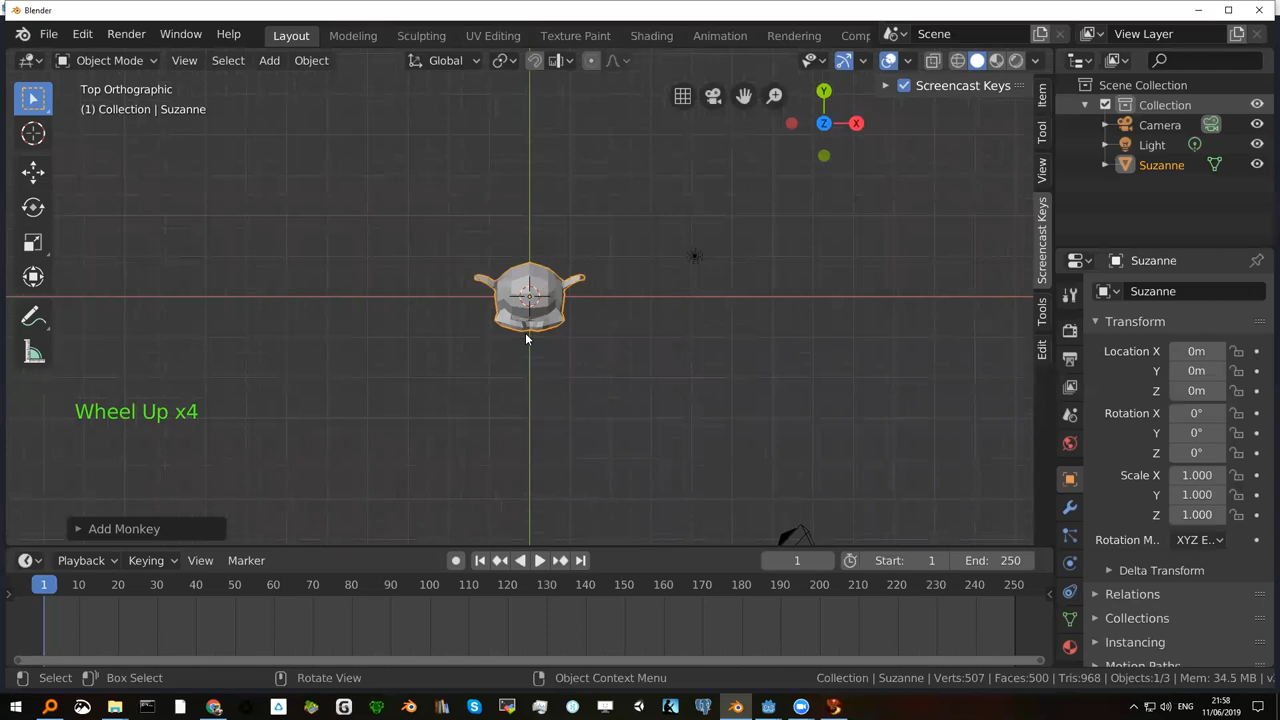 Blender
File Edit Render Window Help Layout Modeling Sculpting UV Editing Texture Paint Shading Animation Rendering Comp Scene View Layer
Object Mode View Select Add Object Global
Top Orthographic
(1) Collection | Suzanne
Screencast Keys
Y
Z
X
Item
Tool
View
Screencast Keys
Tools
Edit
Scene Collection
Collection
Camera
Light
Suzanne
Suzanne
Suzanne
Transform
Location X 0m
Y 0m
Z 0m
Rotation X 0°
Y 0°
Z 0°
Scale X 1.000
Y 1.000
Z 1.000
Rotation M.. XYZ E..
Delta Transform
Relations
Collections
Instancing
Motion Paths
Wheel Up x4
Add Monkey
Playback Keying View Marker 1 Start: 1 End: 250
1 10 20 30 40 50 60 70 80 90 100 110 120 130 140 150 160 170 180 190 200 210 220 230 240 250
Select Box Select Rotate View Object Context Menu Collection | Suzanne | Verts:507 | Faces:500 | Tris:968 | Objects:1/3 | Mem: 34.5 MB | v
ENG
21:58
11/06/2019